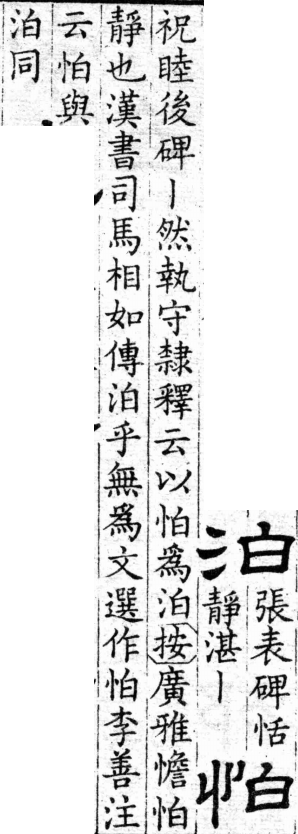 泊
張表碑恬
靜湛丨
怕
祝睦後碑丨然執守隸釋云以怕爲泊按廣雅憺怕
靜也漢書司馬相如傳泊乎無爲文選作怕李善注
云怕與
泊同